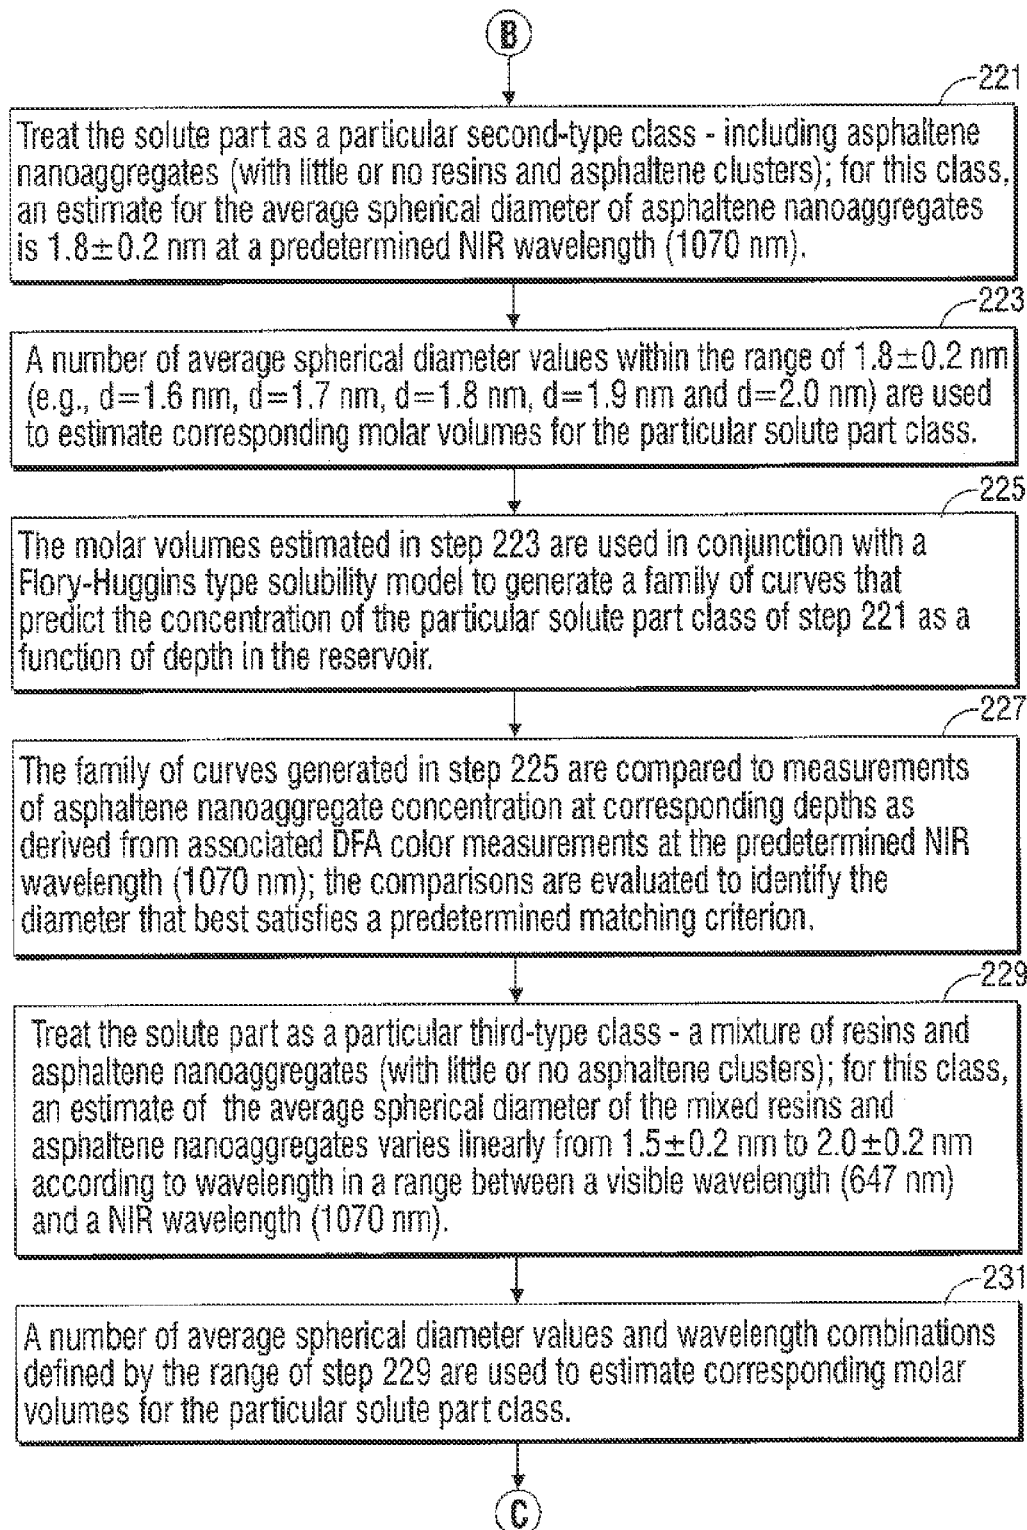 B
221
Treat the solute part as a particular second-type class - including asphaltene
nanoaggregates (with little or no resins and asphaltene clusters); for this class,
an estimate for the average spherical diameter of asphaltene nanoaggregates
is 1.8±0.2 nm at a predetermined NIR wavelength (1070 nm).
223
A number of average spherical diameter values within the range of 1.8±0.2 nm
(e.g., d=1.6 nm, d=1.7 nm, d=1.8 nm, d=1.9 nm and d=2.0 nm) are used
to estimate corresponding molar volumes for the particular solute part class.
225
The molar volumes estimated in step 223 are used in conjunction with a
Flory-Huggins type solubility model to generate a family of curves that
predict the concentration of the particular solute part class of step 221 as a
function of depth in the reservoir.
227
The family of curves generated in step 225 are compared to measurements
of asphaltene nanoaggregate concentration at corresponding depths as
derived from associated DFA color measurements at the predetermined NIR
wavelength (1070 nm); the comparisons are evaluated to identify the
diameter that best satisfies a predetermined matching criterion.
229
Treat the solute part as a particular third-type class - a mixture of resins and
asphaltene nanoaggregates (with little or no asphaltene clusters); for this class,
an estimate of the average spherical diameter of the mixed resins and
asphaltene nanoaggregates varies linearly from 1.5±0.2 nm to 2.0±0.2 nm
according to wavelength in a range between a visible wavelength (647 nm)
and a NIR wavelength (1070 nm).
231
A number of average spherical diameter values and wavelength combinations
defined by the range of step 229 are used to estimate corresponding molar
volumes for the particular solute part class.
C